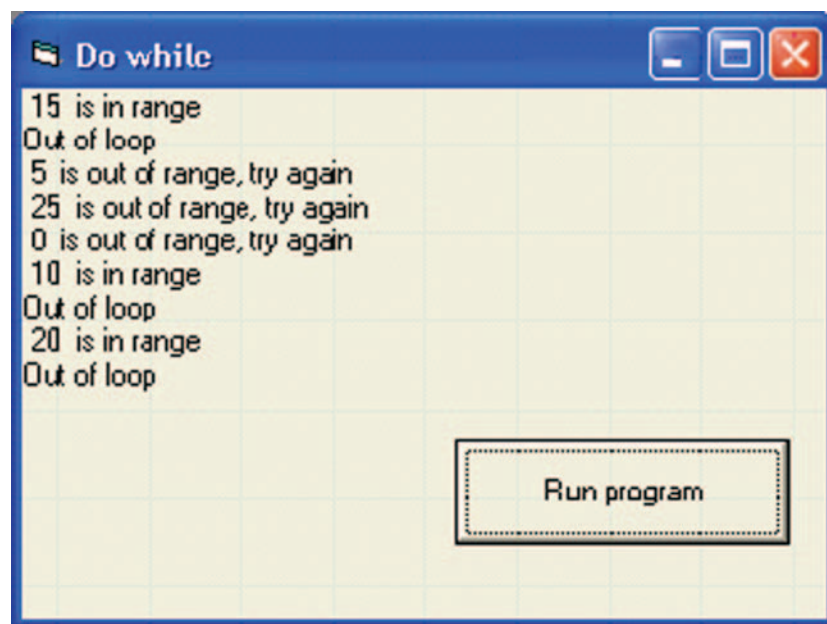 Do while
15 is in range
Out of loop
5 is out of range, try again
25 is out of range, try again
0 is out of range, try again
10 is in range
Out of loop
20 is in range
Out of loop
Run program